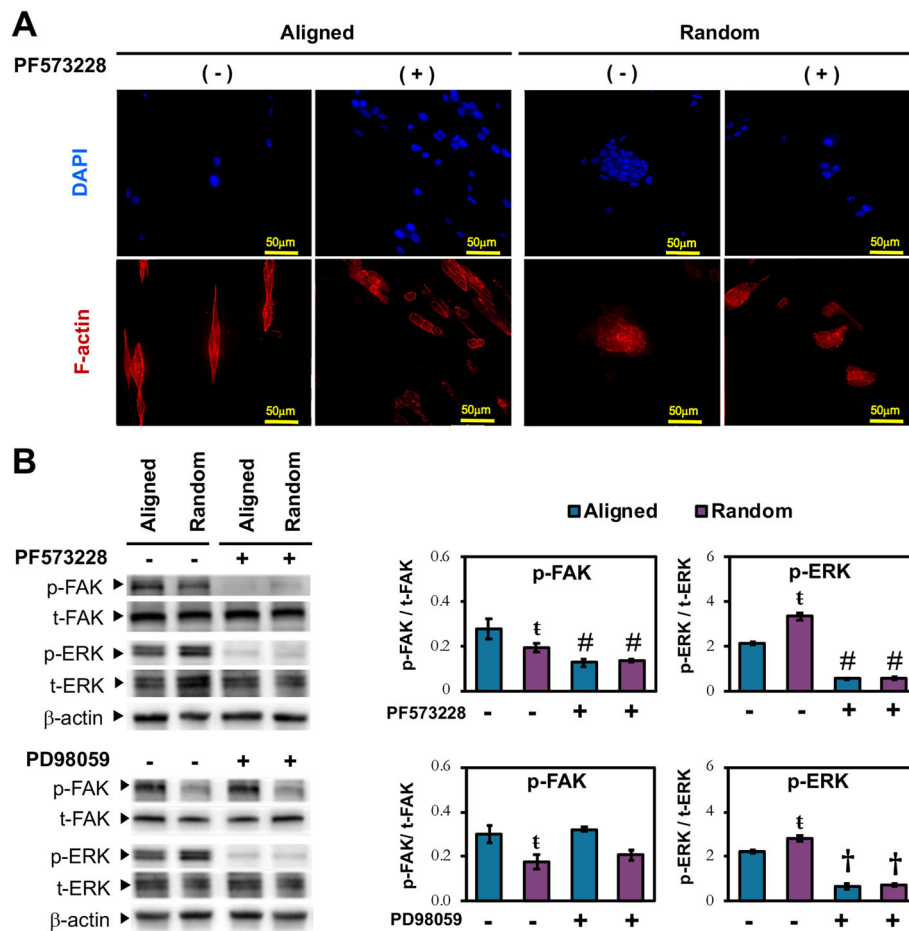 A
Aligned Random
PF573228 ( - ) ( + ) ( - ) ( + )
DAPI
50μm 50μm 50μm 50μm
F-actin
50μm 50μm 50μm 50μm
B
Aligned Random Aligned Random
PF573228 - - + +
p-FAK
t-FAK
p-ERK
t-ERK
β-actin
PD98059 - - + +
p-FAK
t-FAK
p-ERK
t-ERK
β-actin
Aligned Random
p-FAK
p-FAK / t-FAK
0.6
0.4
0.2
0.0
ŧ # #
PF573228 - - + +
p-ERK
p-ERK / t-ERK
6
4
2
0
ŧ # #
- - + +
p-FAK
p-FAK/ t-FAK
0.6
0.4
0.2
0.0
ŧ
PD98059 - - + +
p-ERK
p-ERK / t-ERK
6
4
2
0
ŧ † †
- - + +